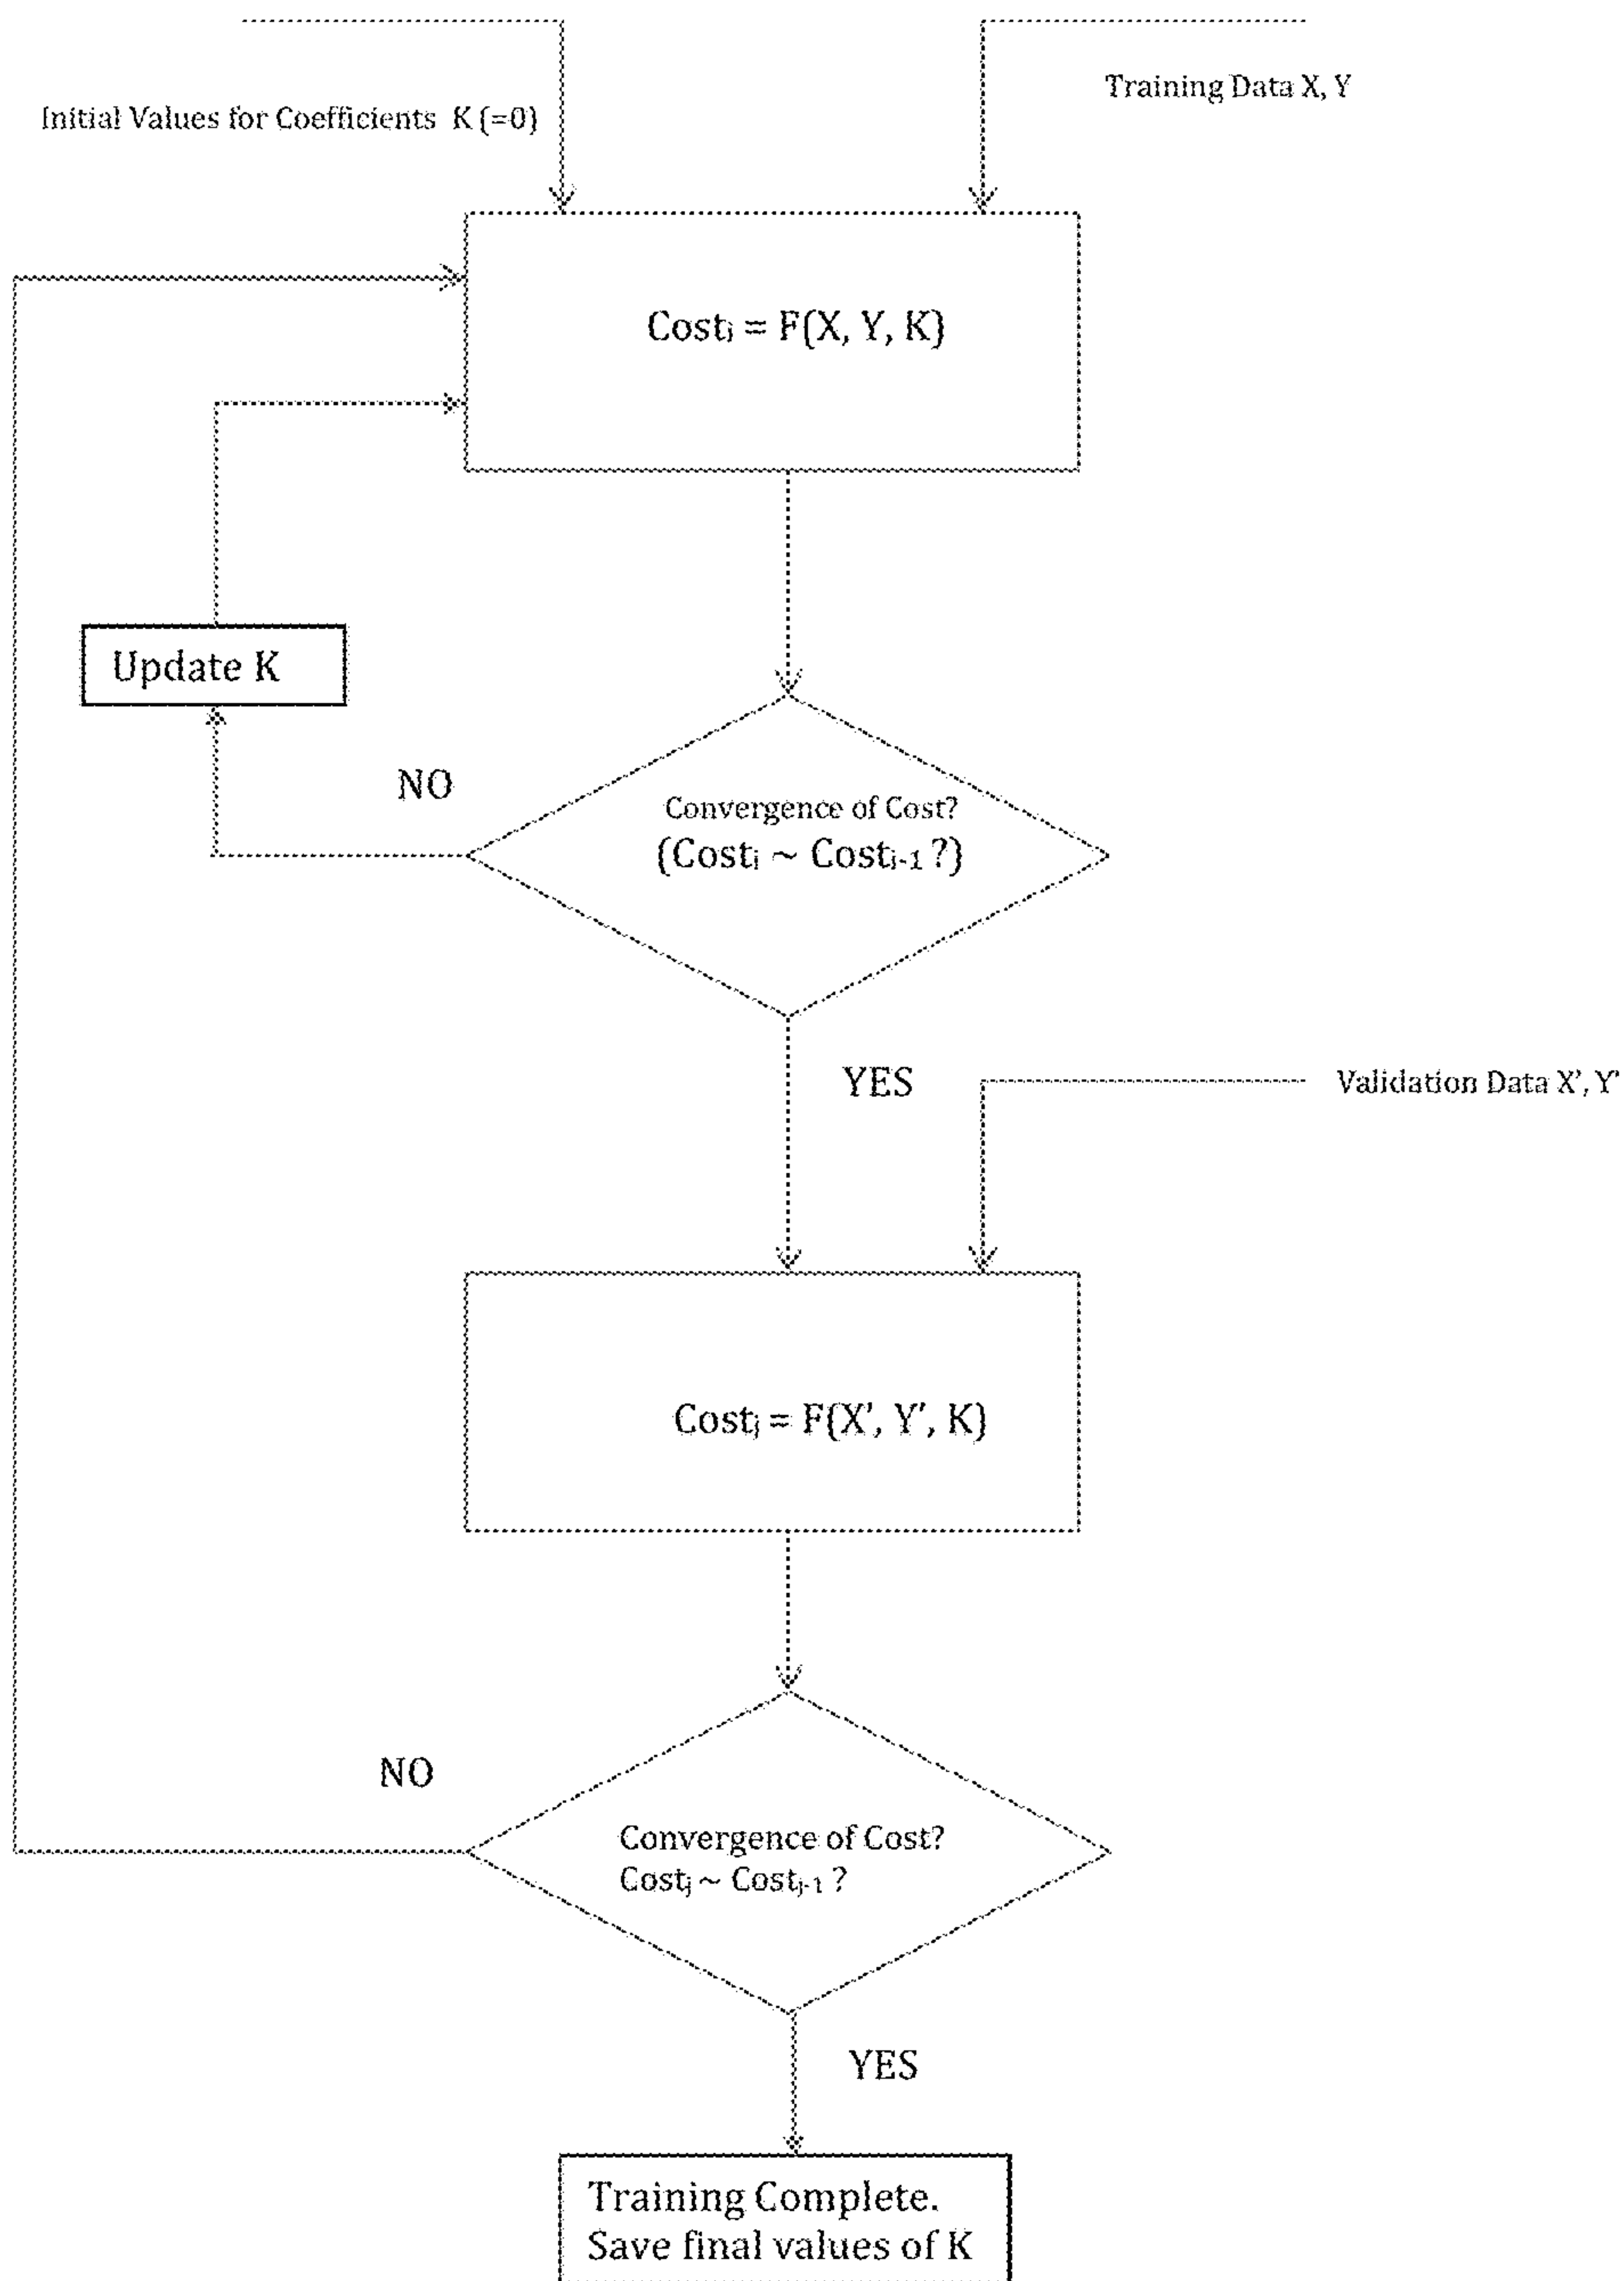 Training Data X, Y
Initial Values for Coefficients K (=0)
Costⱼ = F(X, Y, K)
Update K
NO
Convergence of Cost?
(Costᵢ ~ Costᵢ₋₁ ?)
YES
Validation Data X', Y'
Costⱼ = F(X', Y', K)
NO
Convergence of Cost?
Costⱼ ~ Costⱼ₋₁ ?
YES
Training Complete.
Save final values of K